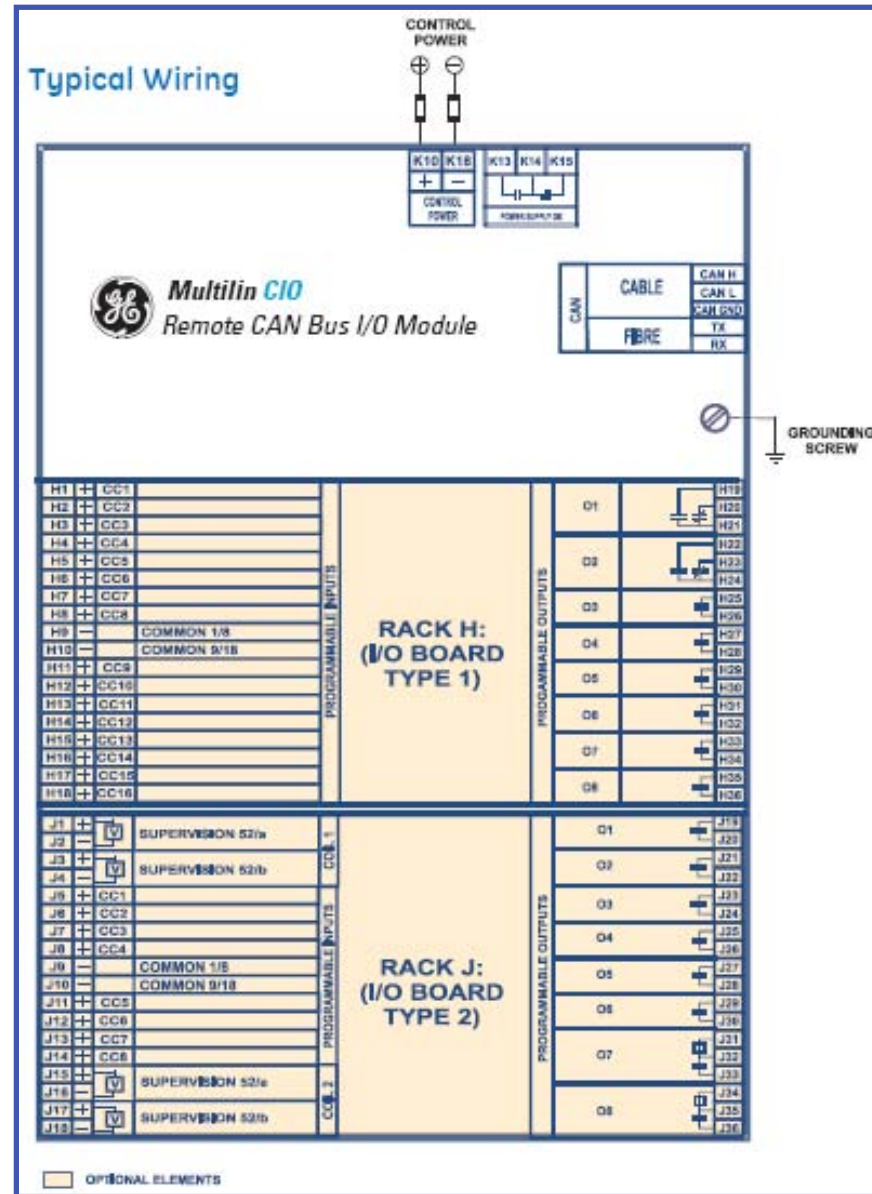 CONTROL
POWER
Typical Wiring
K10 K18 K13 K14 K15
+ −
CONTROL
POWER
Multilin CIO
Remote CAN Bus I/O Module
CAN
CABLE
CAN H
CAN L
CAN GND
FIBRE
TX
RX
GROUNDING
SCREW
H1 + CC1
H2 + CC2
H3 + CC3
H4 + CC4
H5 + CC5
H6 + CC6
H7 + CC7
H8 + CC8
H9 − COMMON 1/8
H10 − COMMON 9/18
H11 + CC9
H12 + CC10
H13 + CC11
H14 + CC12
H15 + CC13
H16 + CC14
H17 + CC15
H18 + CC16
PROGRAMMABLE INPUTS
RACK H:
(I/O BOARD
TYPE 1)
PROGAMMABLE OUTPUTS
O1 H19
H20
H21
O2 H22
H23
H24
O3 H25
H26
O4 H27
H28
O5 H29
H30
O6 H31
H32
O7 H33
H34
O8 H35
H36
J1 + V SUPERVISION 52/a
J2 −
J3 + V SUPERVISION 52/b
J4 −
COIL 1
J5 + CC1
J6 + CC2
J7 + CC3
J8 + CC4
J9 − COMMON 1/8
J10 − COMMON 9/18
J11 + CC5
J12 + CC6
J13 + CC7
J14 + CC8
PROGRAMMABLE INPUTS
J15 + V SUPERVISION 52/a
J16 −
J17 + V SUPERVISION 52/b
J18 −
COIL 2
RACK J:
(I/O BOARD
TYPE 2)
PROGRAMMABLE OUTPUTS
O1 J19
J20
O2 J21
J22
O3 J23
J24
O4 J25
J26
O5 J27
J28
O6 J29
J30
O7 J31
J32
J33
O8 J34
J35
J36
OPTIONAL ELEMENTS